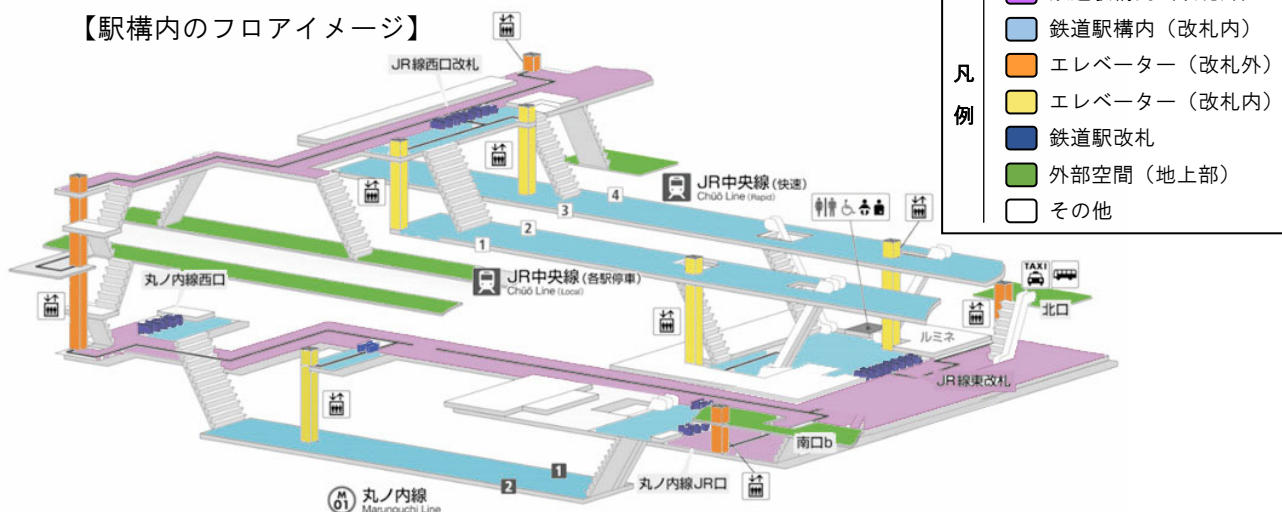 【駅構内のフロアイメージ】
JR線西口改札
鉄道駅構内（改札内）
エレベーター（改札外）
エレベーター（改札内）
鉄道駅改札
外部空間（地上部）
その他
凡例
4
3
JR中央線(快速)
Chūō Line (Rapid)
2
1
JR中央線(各駅停車)
Chūō Line (Local)
丸ノ内線西口
TAXI
北口
ルミネ
JR線東改札
南口b
丸ノ内線JR口
1
2
M
01
丸ノ内線
Marunouchi Line